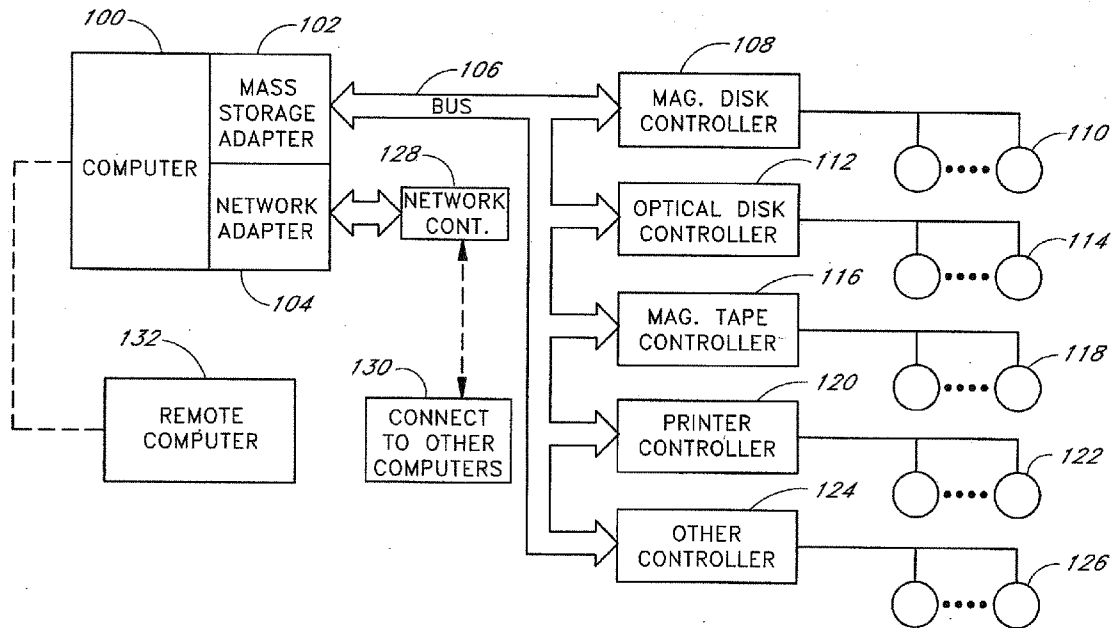 100
102
106
108
MASS
STORAGE
ADAPTER
BUS
MAG. DISK
CONTROLLER
110
COMPUTER
128
112
NETWORK
ADAPTER
NETWORK
CONT.
OPTICAL DISK
CONTROLLER
114
104
116
MAG. TAPE
CONTROLLER
118
132
130
120
REMOTE
COMPUTER
CONNECT
TO OTHER
COMPUTERS
PRINTER
CONTROLLER
122
124
OTHER
CONTROLLER
126